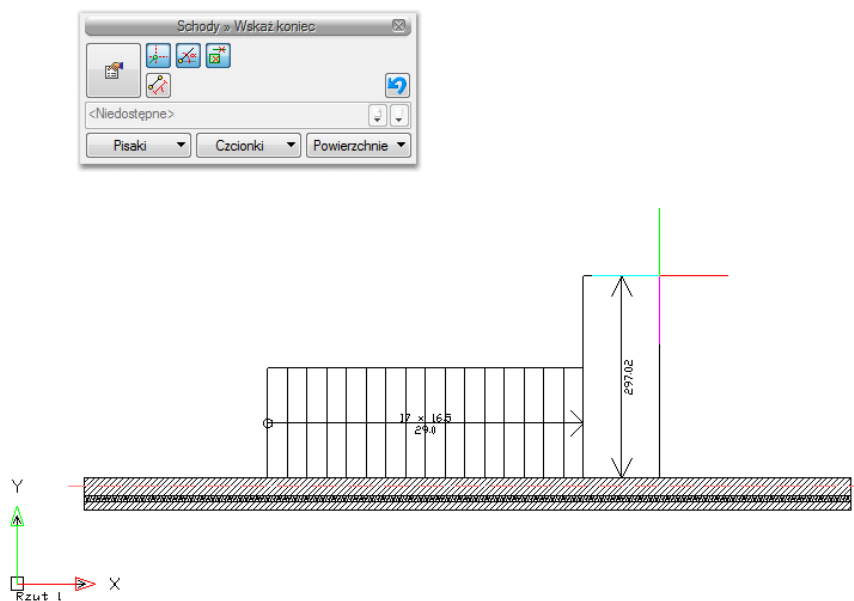 Schody » Wskaż koniec
<Niedostępne>
Pisaki
Czcionki
Powierzchnie
297.02
17 × 16.5
29.0
Y
X
Rzut 1